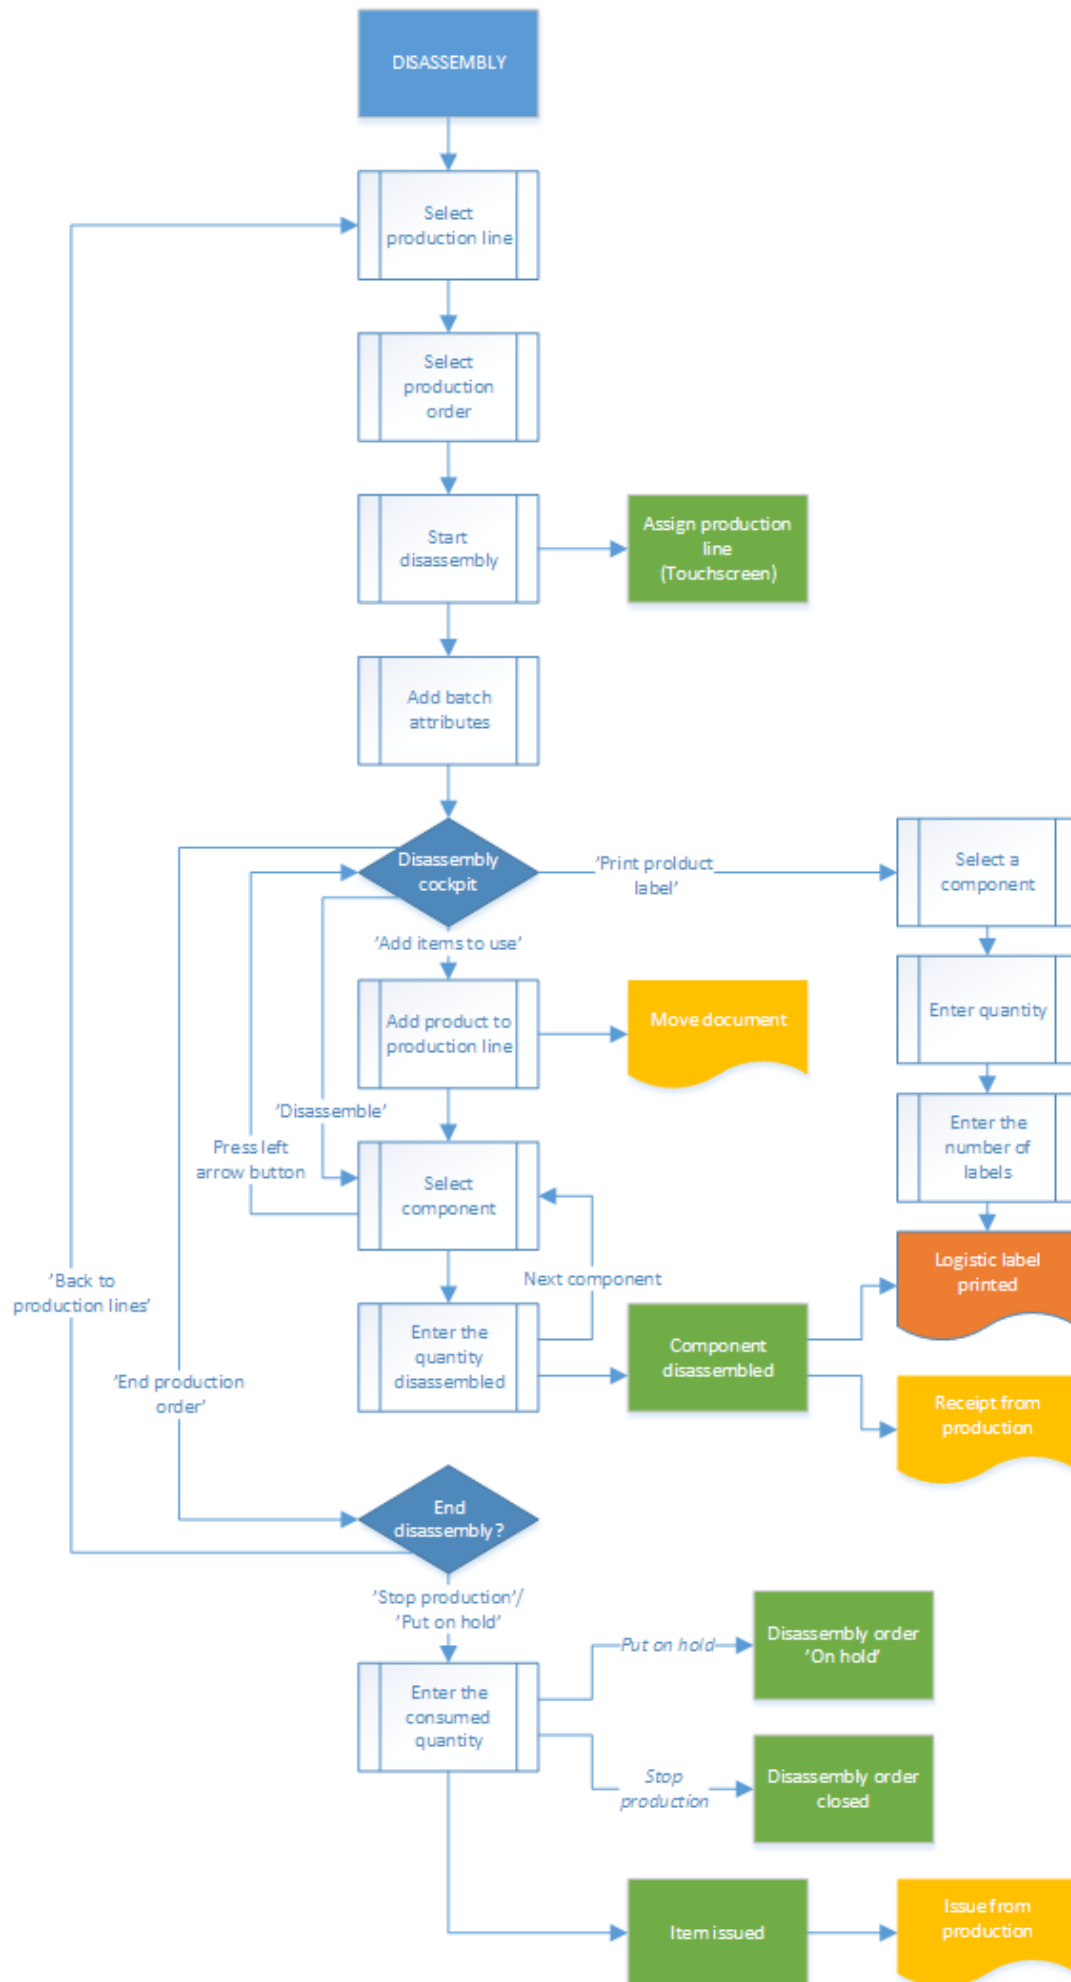 DISASSEMBLY
Select
production line
Select
production
order
Start
disassembly
Assign production
line
(Touchscreen)
Add batch
attributes
Disassembly
cockpit
'Print prolduct
label'
Select a
component
'Add items to use'
Add product to
production line
Move document
Enter quantity
'Disassemble'
Press left
arrow button
Select
component
Enter the
number of
labels
Next component
Logistic label
printed
'Back to
production lines'
Enter the
quantity
disassembled
Component
disassembled
'End production
order'
Receipt from
production
End
disassembly?
'Stop production'/
'Put on hold'
Put on hold
Disassembly order
'On hold'
Enter the
consumed
quantity
Stop
production
Disassembly order
closed
Item issued
Issue from
production